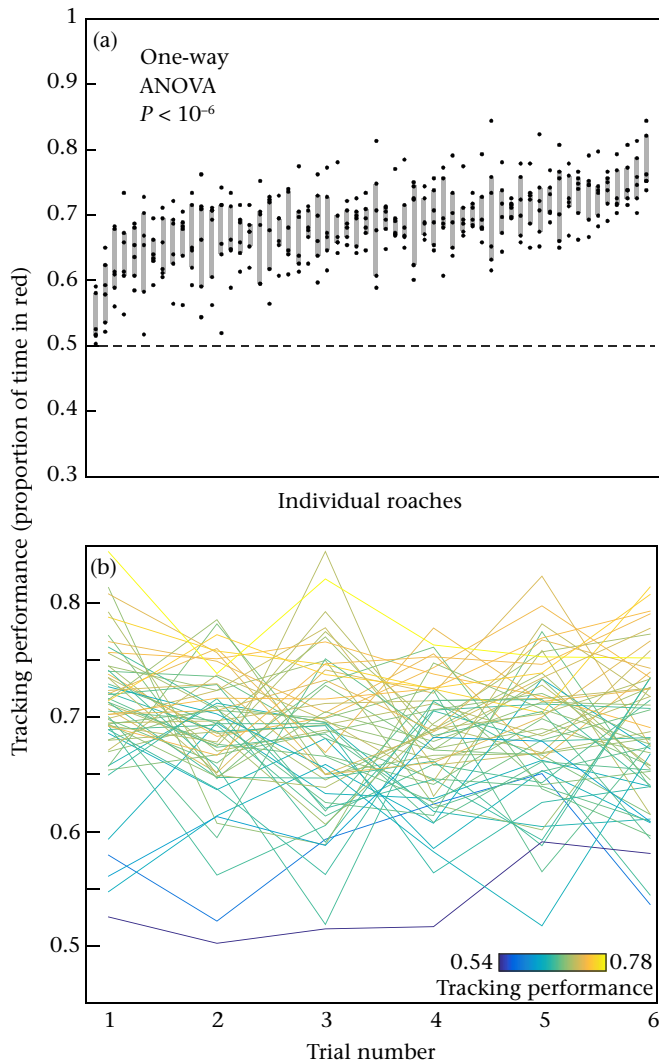 Tracking performance (proportion of time in red)
1
(a)
One-way
ANOVA
P < 10⁻⁶
0.9
0.8
0.7
0.6
0.5
0.4
0.3
Individual roaches
(b)
0.8
0.7
0.6
0.5
0.54
0.78
Tracking performance
1
2
3
4
5
6
Trial number